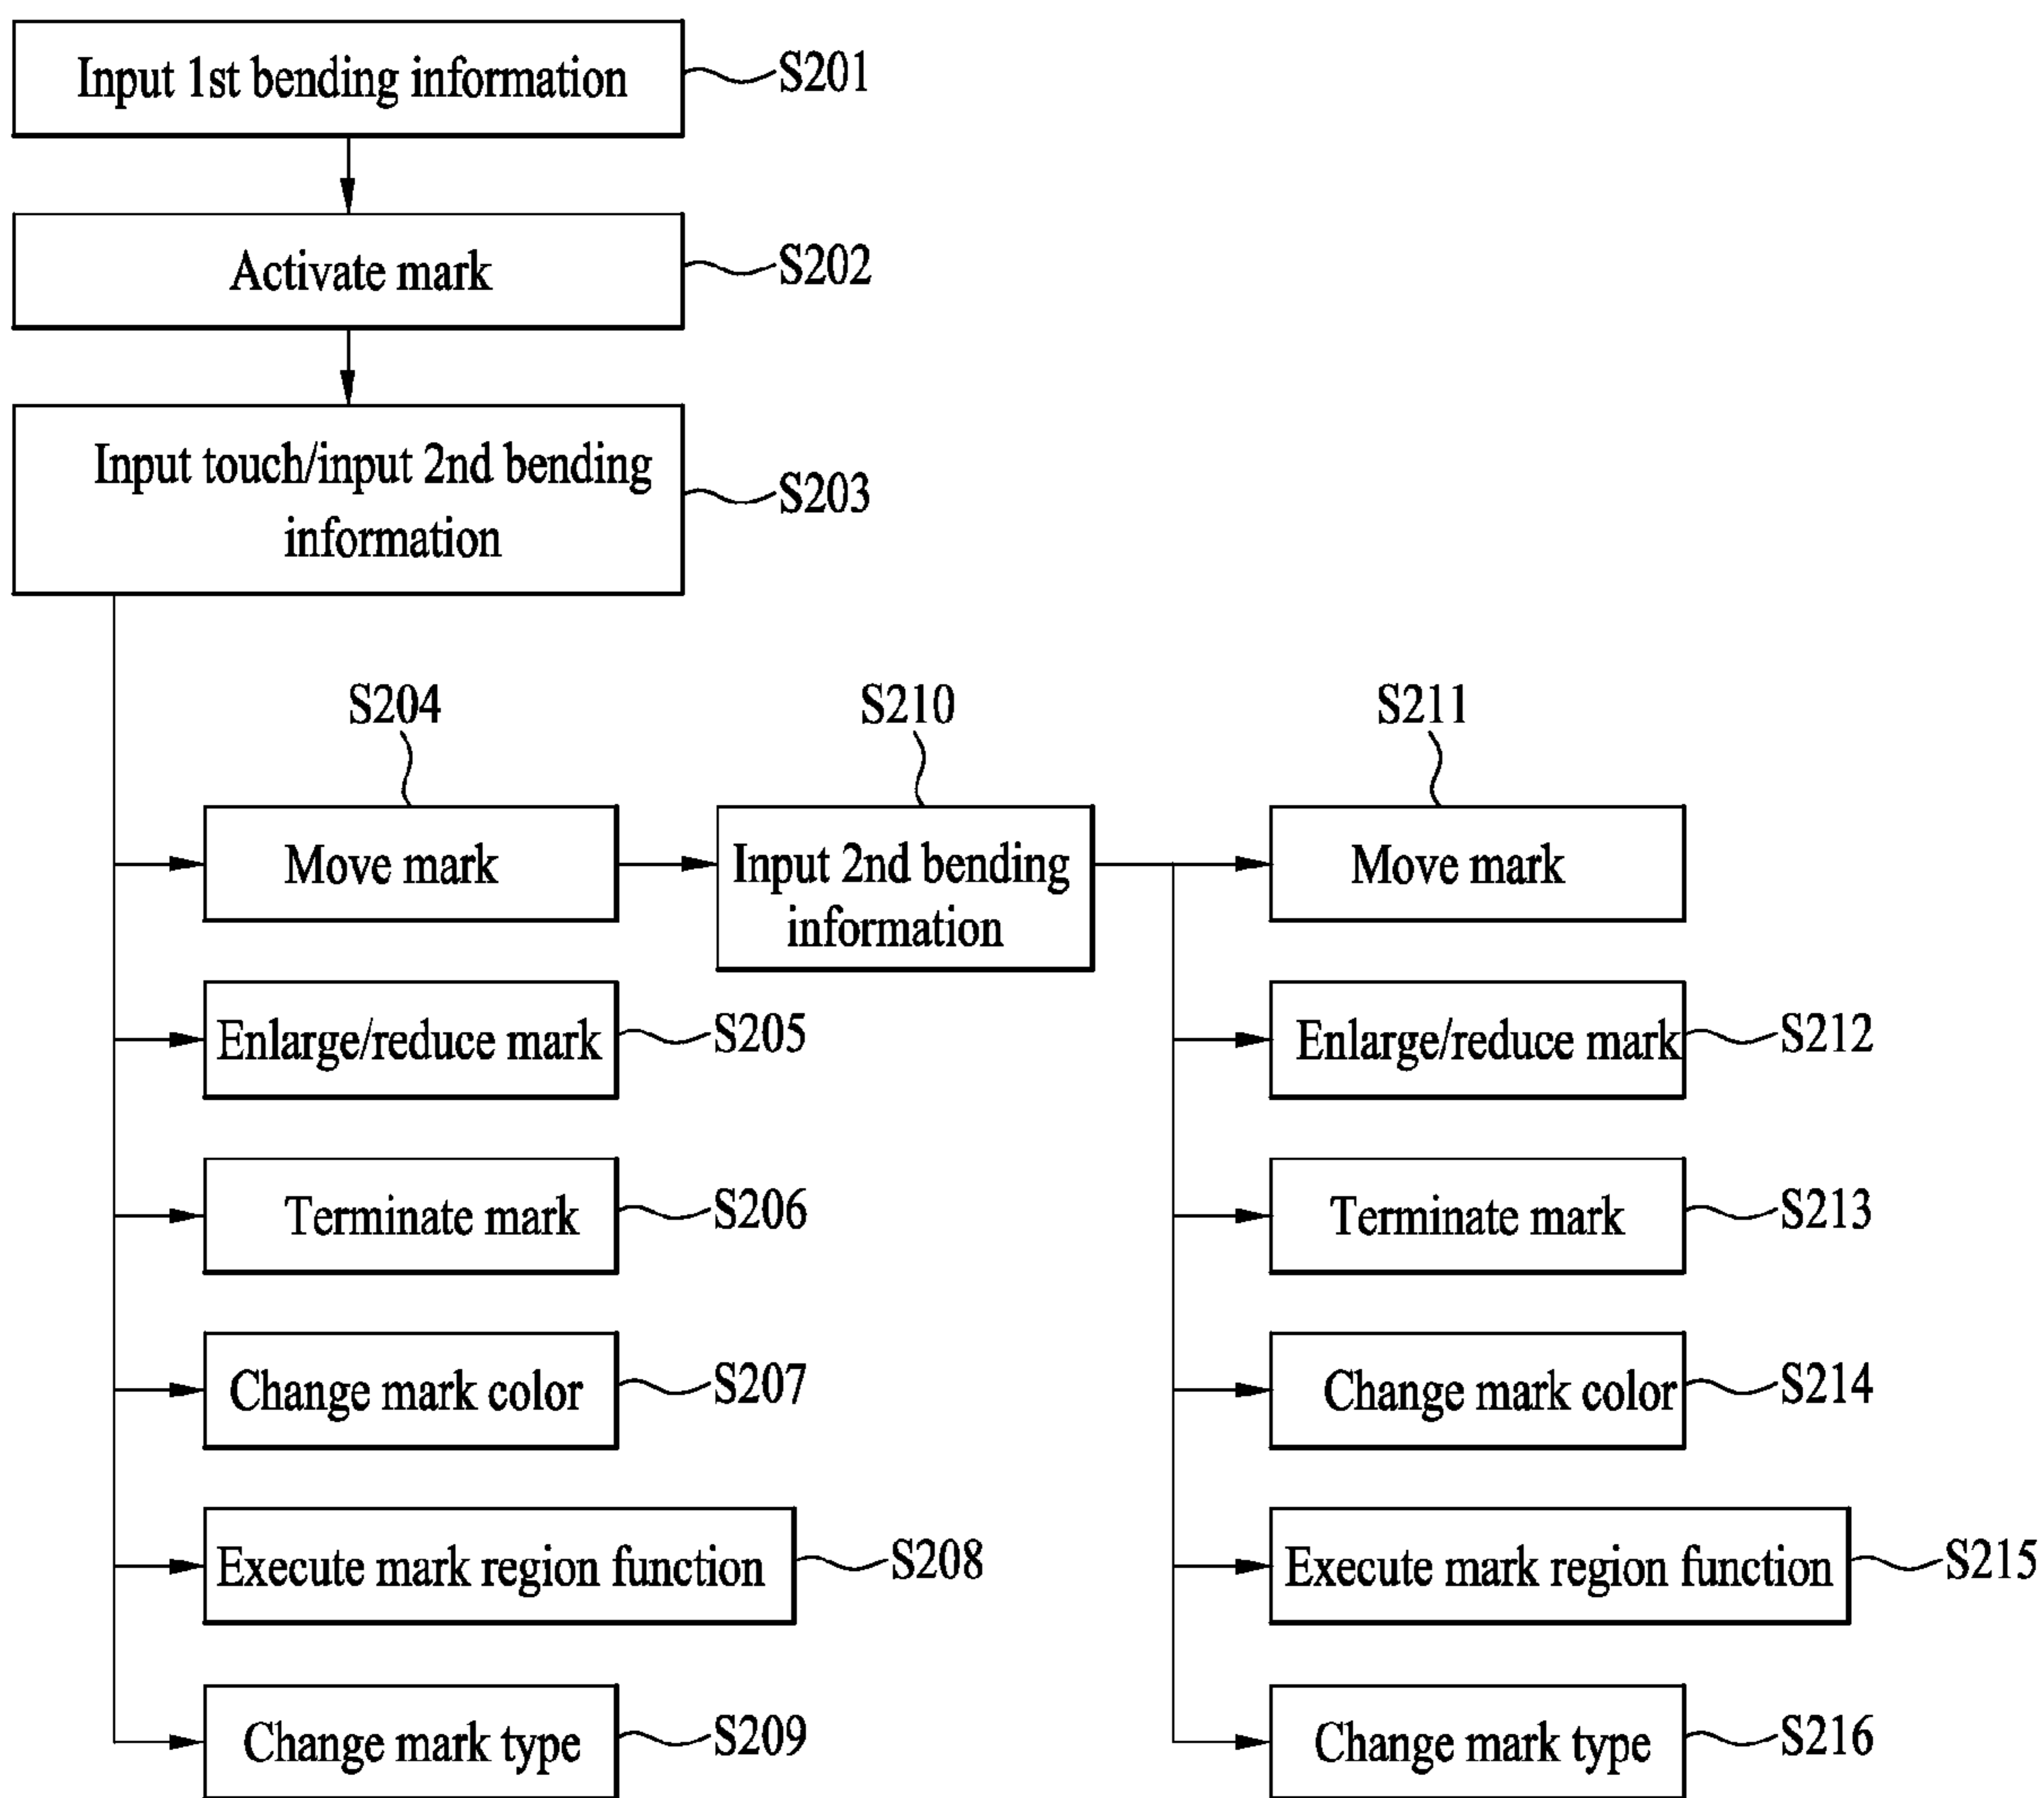 Input 1st bending information
S201
Activate mark
S202
Input touch/input 2nd bending
information
S203
S204
S210
S211
Move mark
Input 2nd bending
information
Move mark
Enlarge/reduce mark
S205
Enlarge/reduce mark
S212
Terminate mark
S206
Terminate mark
S213
Change mark color
S207
Change mark color
S214
Execute mark region function
S208
Execute mark region function
S215
Change mark type
S209
Change mark type
S216